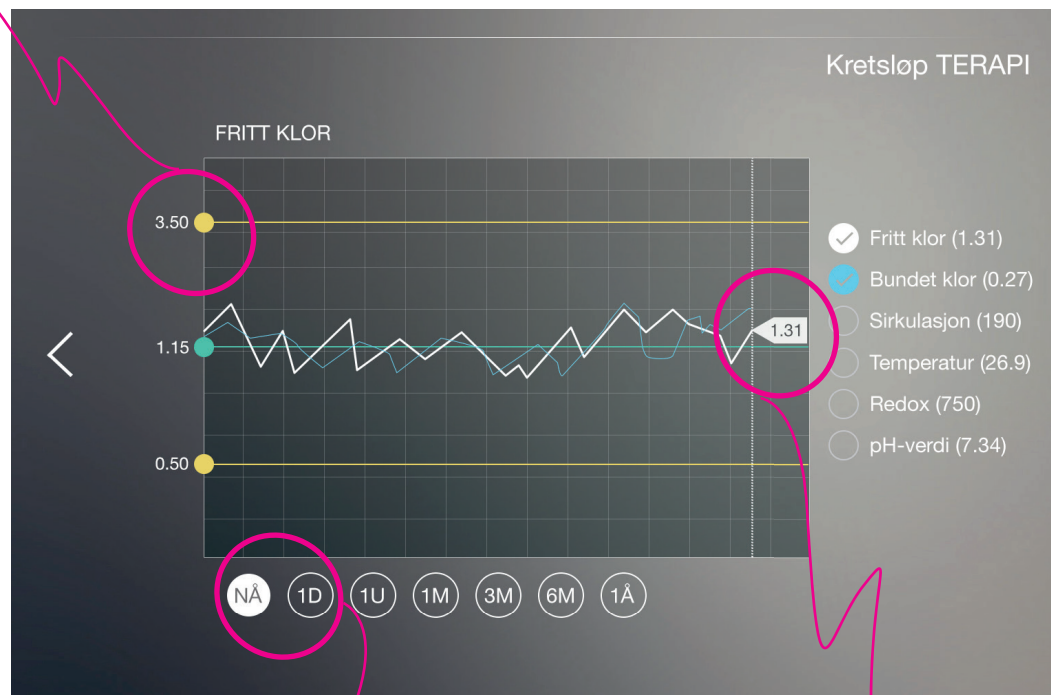 Kretsløp TERAPI
FRITT KLOR
3.50
1.15
0.50
1.31
Fritt klor (1.31)
Bundet klor (0.27)
Sirkulasjon (190)
Temperatur (26.9)
Redox (750)
pH-verdi (7.34)
NÅ
1D
1U
1M
3M
6M
1Å